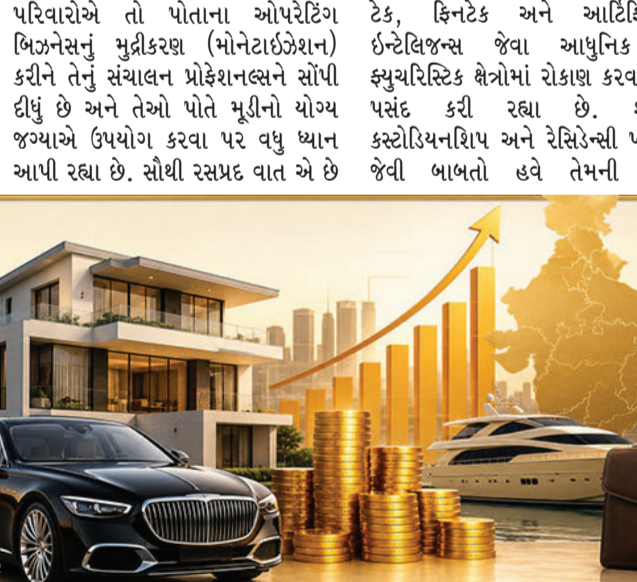 પરિવારોએ તો પોતાના ઓપરેટિંગ
બિઝનેસનું મુદ્રીકરણ (મોનેટાઇઝેશન)
કરીને તેનું સંચાલન પ્રોફેશનલ્સને સોંપી
દીધું છે અને તેઓ પોતે મૂડીનો યોગ્ય
જગ્યાએ ઉપયોગ કરવા પર વધુ ધ્યાન
આપી રહ્યા છે. સૌથી રસપ્રદ વાત એ છે
ટેક, ફિનટેક અને
ઇન્ટેલિજન્સ જેવા આધુનિક
ફ્યુચરિસ્ટિક ક્ષેત્રોમાં રોકાણ
પસંદ કરી રહ્યા છે.
કસ્ટોડિયનશિપ અને રેસિડેન્સી
જેવી બાબતો હવે તેમની